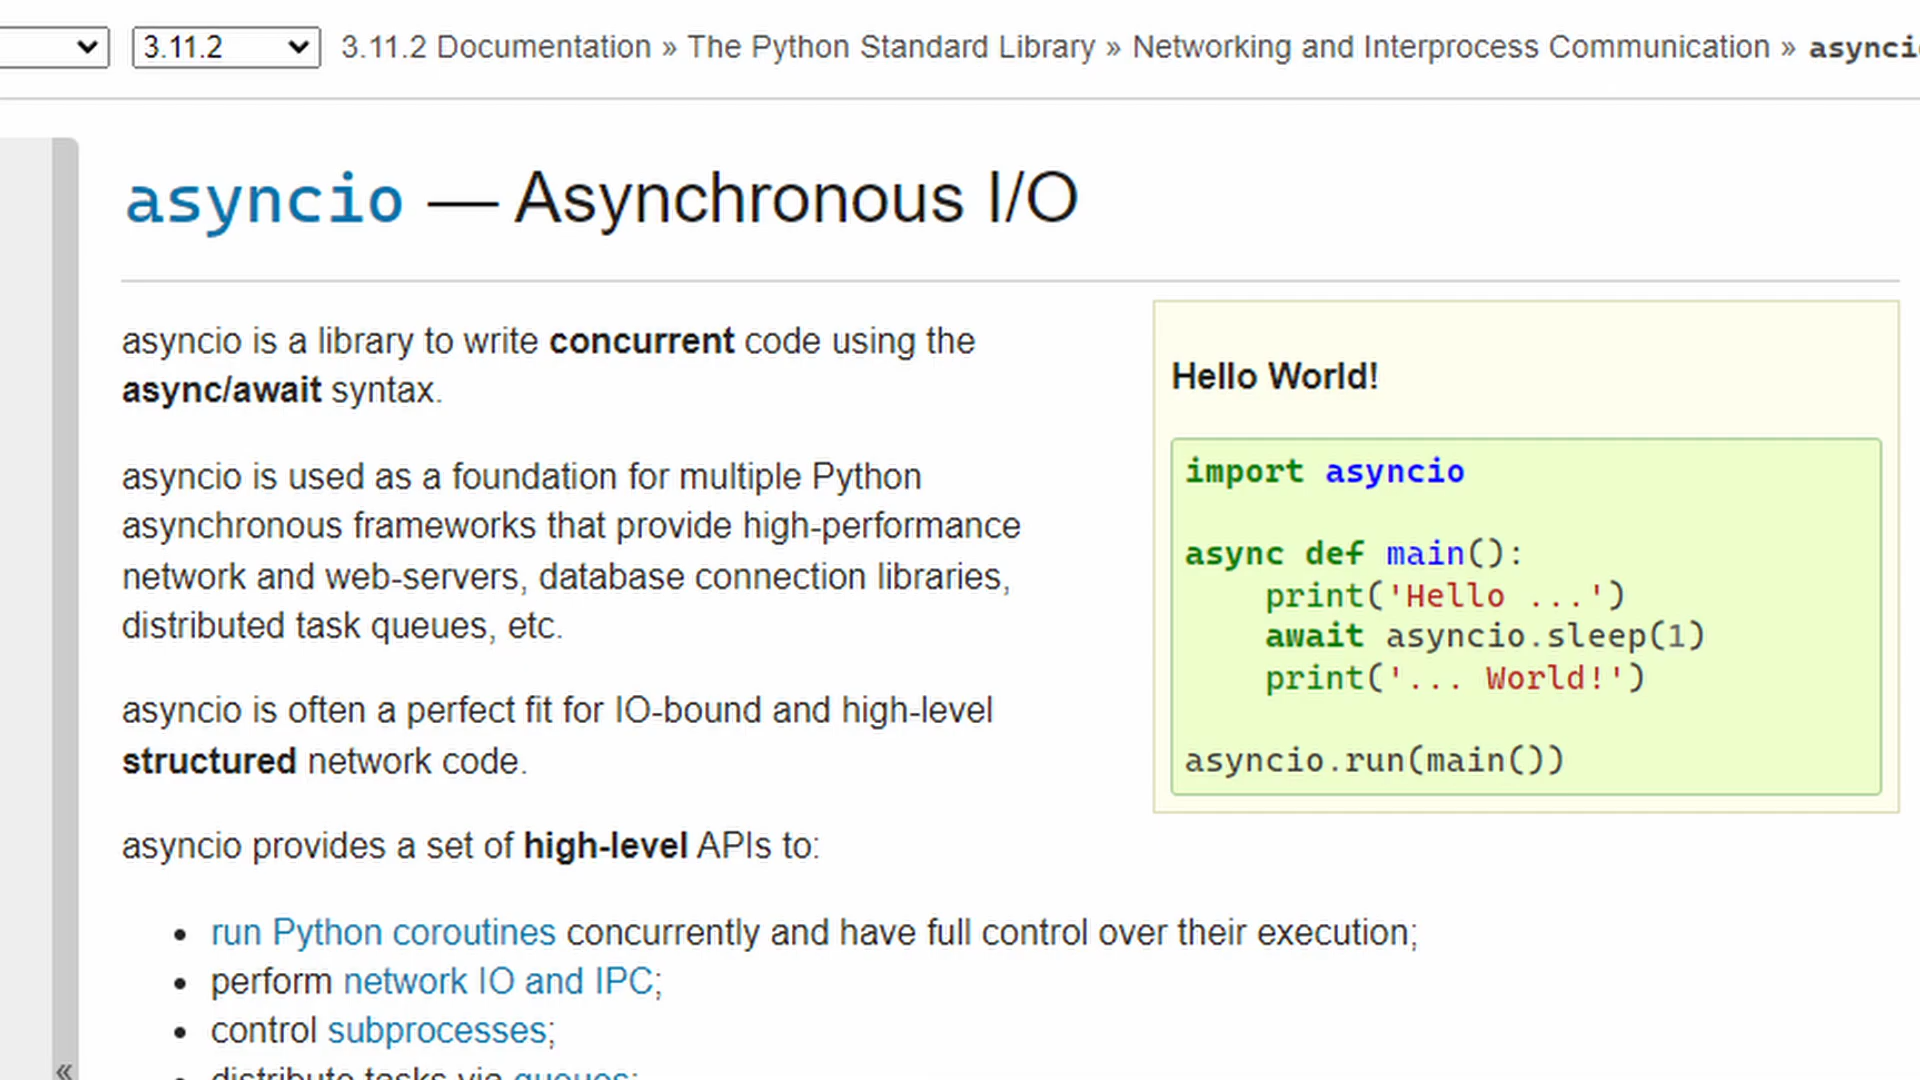 3.11.2 3.11.2 Documentation » The Python Standard Library » Networking and Interprocess Communication » asyncio
asyncio — Asynchronous I/O
asyncio is a library to write concurrent code using the
async/await syntax.
asyncio is used as a foundation for multiple Python
asynchronous frameworks that provide high-performance
network and web-servers, database connection libraries,
distributed task queues, etc.
asyncio is often a perfect fit for IO-bound and high-level
structured network code.
asyncio provides a set of high-level APIs to:
• run Python coroutines concurrently and have full control over their execution;
• perform network IO and IPC;
• control subprocesses;
• distribute tasks via queues;
«
Hello World!
import asyncio
async def main():
    print('Hello ...')
    await asyncio.sleep(1)
    print('... World!')
asyncio.run(main())